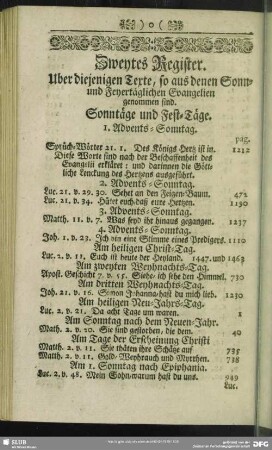 ) o (
Zweytes Register.
Uber diejenigen Texte, so aus denen Sonn-
und Feyertäglichen Evangelien
genommen sind.
Sonntäge und Fest-Täge.
1. Advents-Sonntag.
pag.
Sprüch-Wörter 21. 1. Des Königs Hertz ist in. 1212
Diese Worte sind nach der Beschaffenheit des
Evangelii erkläret; und darinnen die Gött-
liche Lenckung des Hertzens ausgeführt.
2. Advents-Sonntag.
Luc. 21. v. 29. 30. Sehet an den Feigen-Baum. 472
Luc. 21. v. 34. Hütet euch daß eure Hertzen. 1190
3. Advents-Sonntag.
Matth. 11. v. 7. Was seyd ihr hinaus gegangen. 1237
4. Advents-Sonntag.
Joh. 1. v. 23. Ich bin eine Stimme eines Predigers. 1110
Am heiligen Christ-Tag.
Luc. 2. v. 11. Euch ist heute der Heyland. 1447. und 1463
Am zweyten Weyhnachts-Tag.
Apost. Geschicht 7. v. 55. Siehe, ich sehe den Himmel. 730
Am dritten Weyhnachts-Tag.
Joh. 21. v. 16. Simon Johanna hast du mich lieb. 1230
Am heiligen Neu-Jahrs-Tag.
Luc. 2. v. 21. Da acht Tage um waren.
Am Sonntag nach dem Neuen-Jahr.
Matth. 2. v. 20. Sie sind gestorben, die dem. 40
Am Tage der Erscheinung Christi
Matth. 2. v. 11. Sie thäten ihre Schätze auf 735
Matth. 2. v. 11. Gold, Weyrauch und Myrrhen. 738
Am 1. Sonntag nach Epiphania.
Luc. 2. v. 48. Mein Sohn, warum hast du uns. 949
Luc.
SLUB